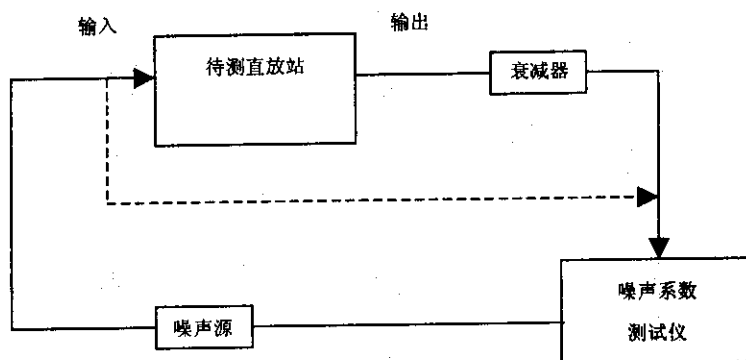 输入
输出
待测直放站
衰减器
噪声系数
测试仪
噪声源